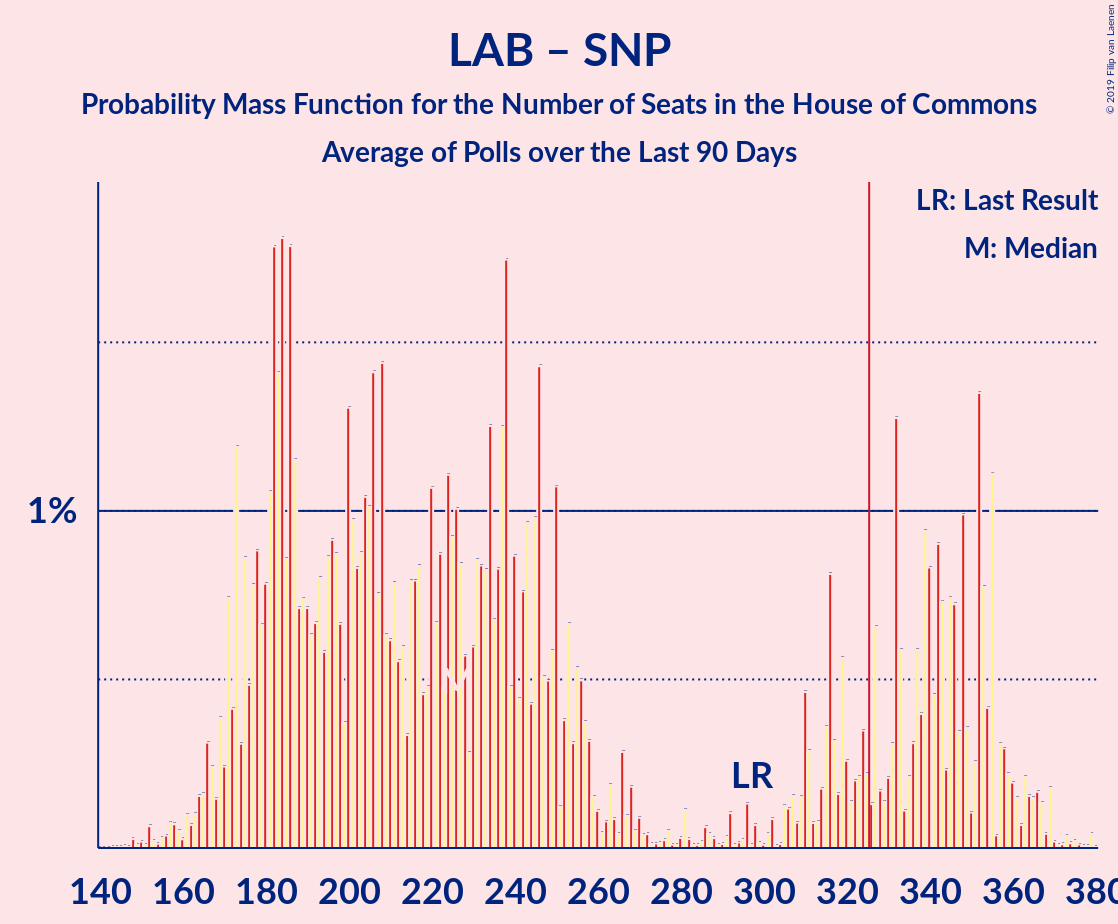 LAB – SNP
Probability Mass Function for the Number of Seats in the House of Commons
Average of Polls over the Last 90 Days
© 2019 Filip van Laenen
LR: Last Result
M: Median
1%
LR
140 160 180 200 220 240 260 280 300 320 340 360 380